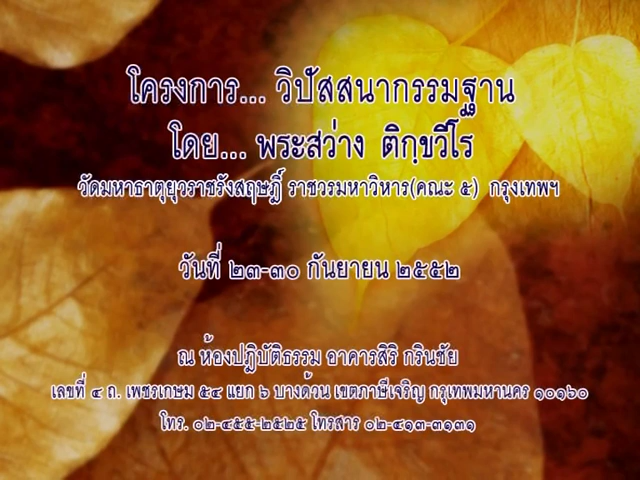 โครงการ... วิปัสสนากรรมฐาน
โดย... พระสว่าง ติกฺขวีโร
วัดมหาธาตุยุวราชรังสฤษฎิ์ ราชวรมหาวิหาร(คณะ ๕) กรุงเทพฯ
วันที่ ๒๓-๓๐ กันยายน ๒๕๕๒
ณ ห้องปฎิบัติธรรม อาคารสิริ กรินชัย
เลขที่ ๔ ถ. เพชรเกษม ๕๔ แยก ๖ บางด้วน เขตภาษีเจริญ กรุเทพมหานคร ๑๐๑๖๐
โทร. ๐๒-๔๕๕-๒๕๒๕ โทรสาร ๐๒-๔๑๓-๓๑๓๑